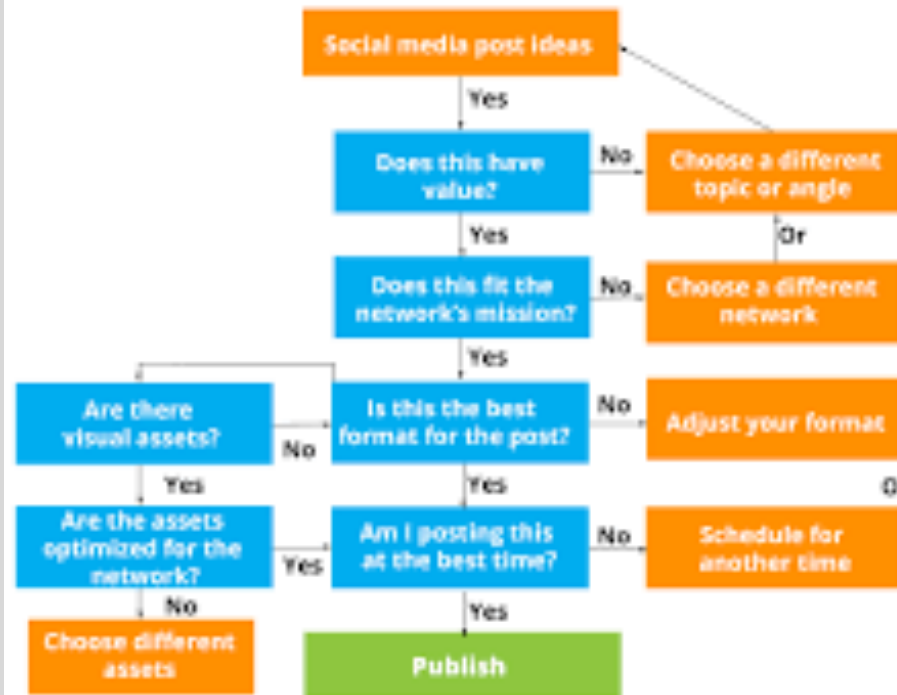 Social media post ideas
Yes
Does this have
value?
No
Choose a different
topic or angle
Yes
Or
Does this fit the
network's mission?
No
Choose a different
network
Yes
Are there
visual assets?
No
Is this the best
format for the post?
No
Adjust your format
Yes
Yes
O
Are the assets
optimized for the
network?
Yes
Am I posting this
at the best time?
No
Schedule for
another time
No
Yes
Choose different
assets
Publish